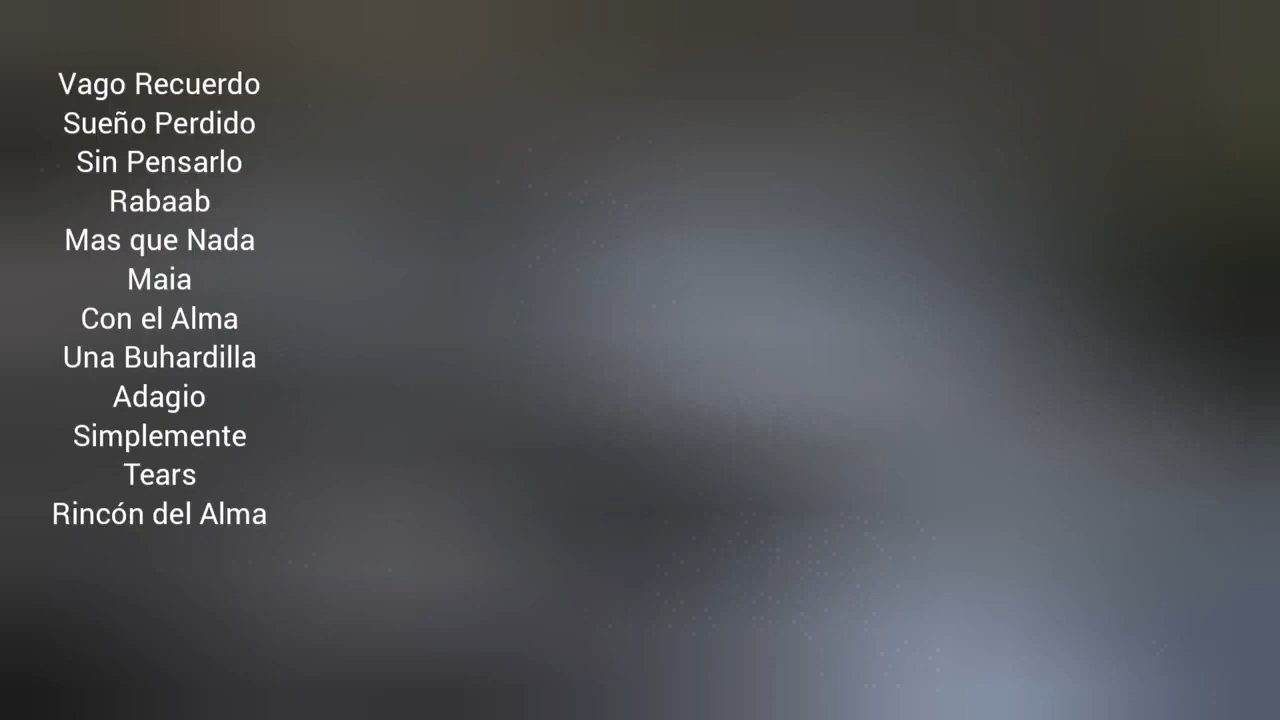 Vago Recuerdo
Sueño Perdido
Sin Pensarlo
Rabaab
Mas que Nada
Maia
Con el Alma
Una Buhardilla
Adagio
Simplemente
Tears
Rincón del Alma